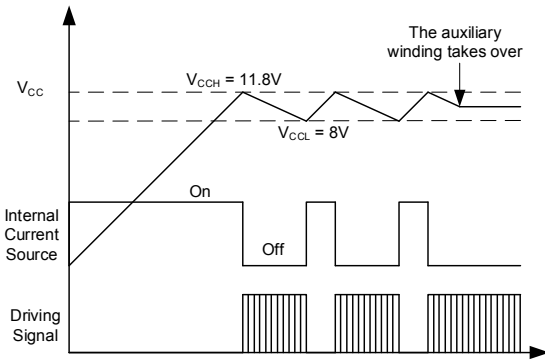 The auxiliary
winding takes over
VCC
VCCH = 11.8V
VCCL = 8V
On
Internal
Current
Source
Off
Driving
Signal